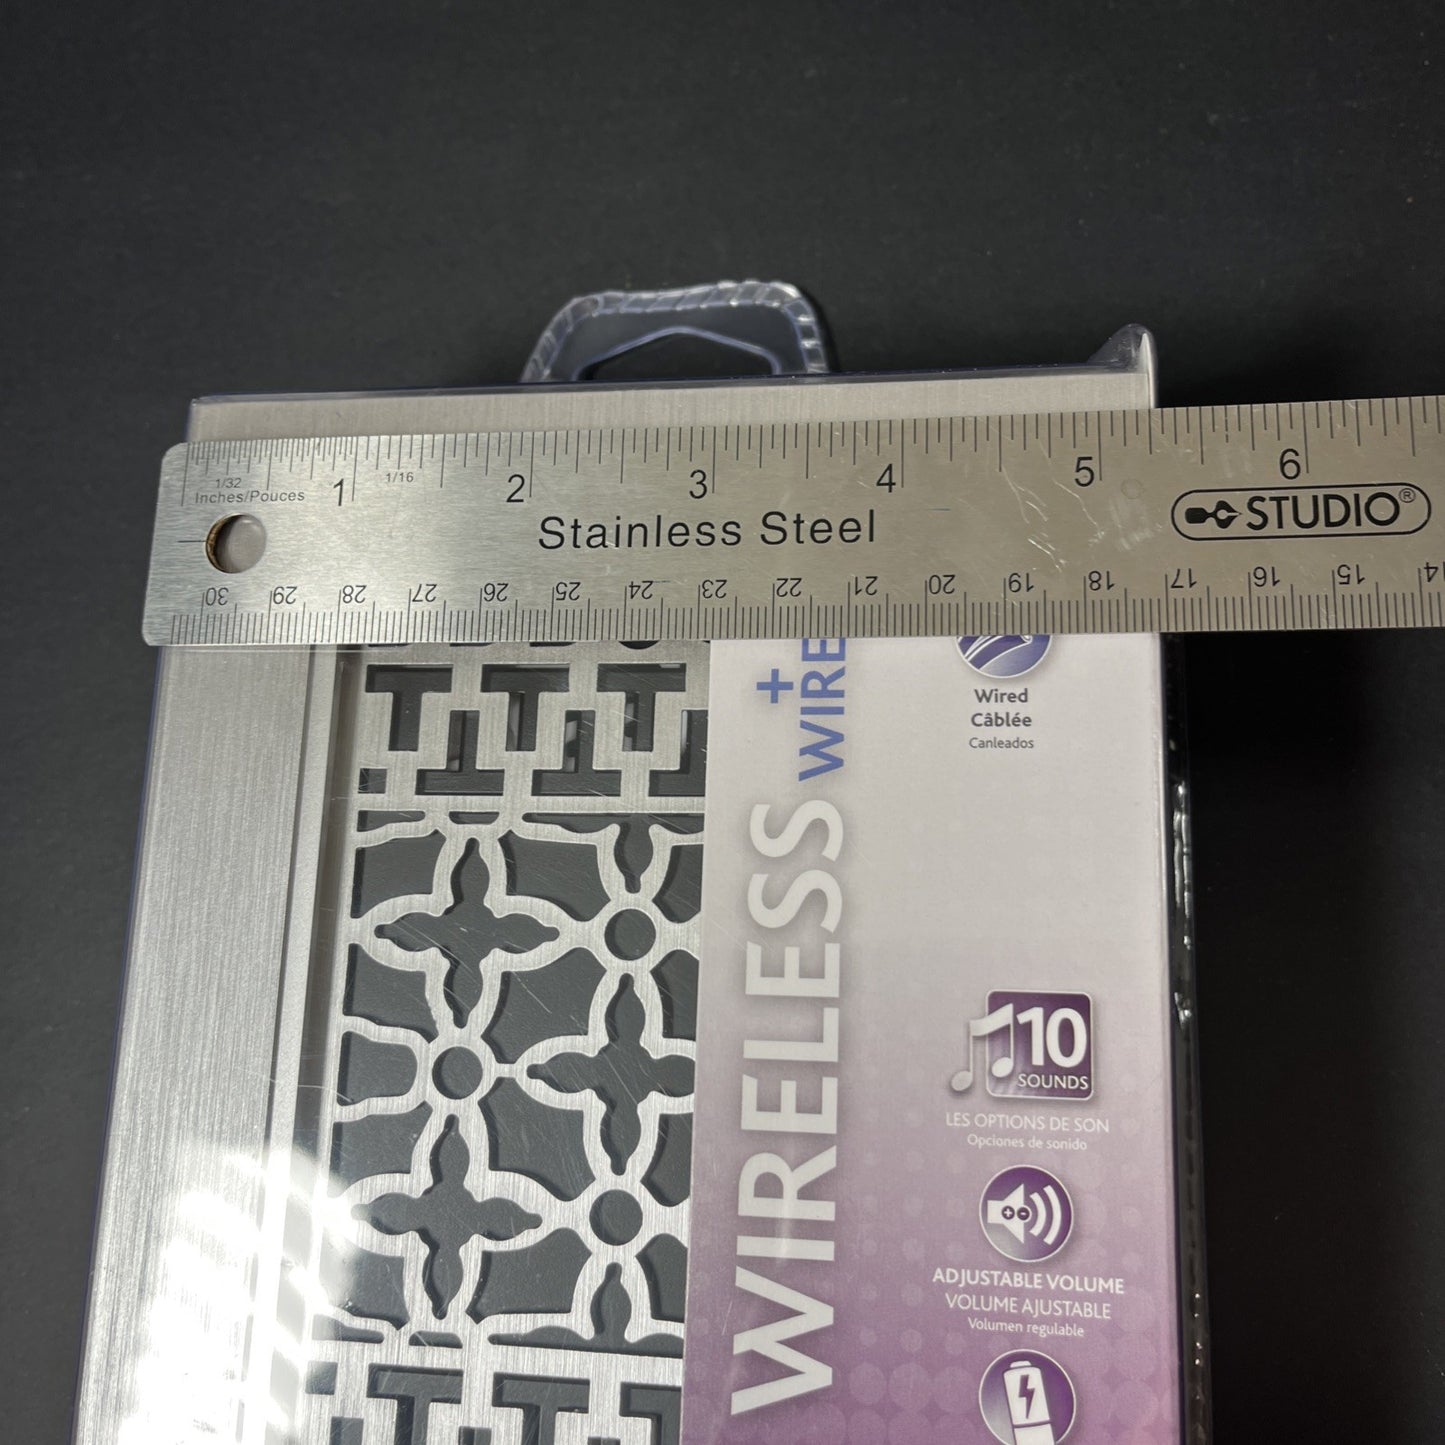 1/32
Inches/Pouces
1 1/16 2 3 4 5 6
Stainless Steel
STUDIO®
30 29 28 27 26 25 24 23 22 21 20 19 18 17 16 15 14
WIRELESS
+
WIRE
Wired
Câblée
Canleados
10
SOUNDS
LES OPTIONS DE SON
Opciones de sonido
ADJUSTABLE VOLUME
VOLUME AJUSTABLE
Volumen regulable